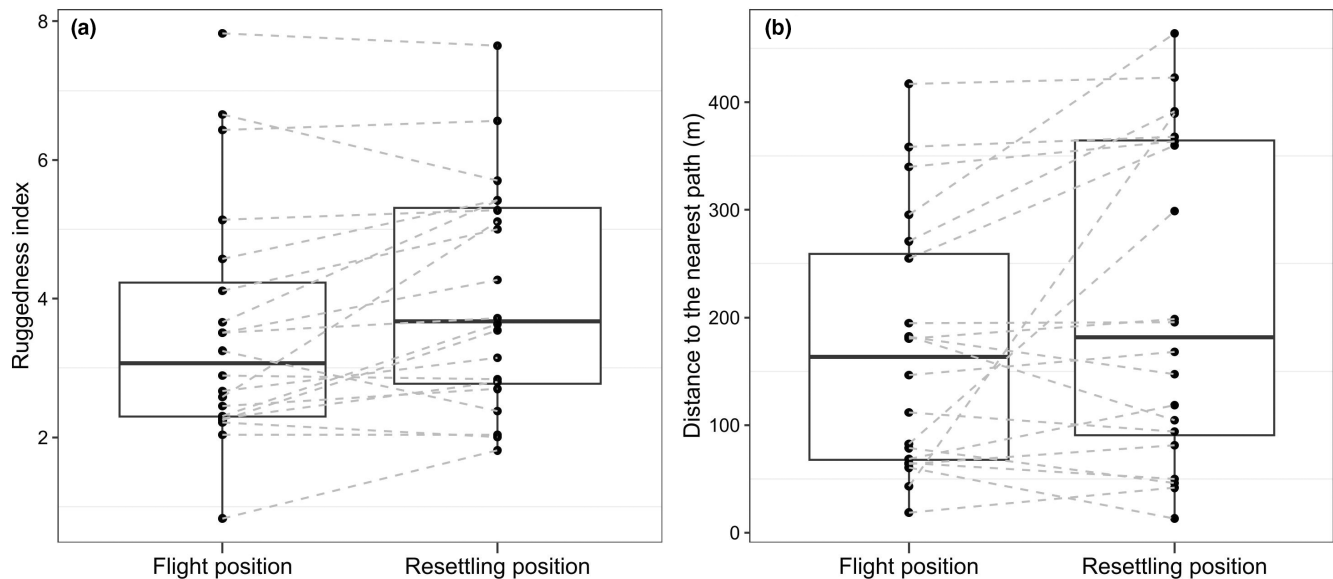 (a)
Ruggedness index
8
6
4
2
Flight position
Resettling position
(b)
Distance to the nearest path (m)
400
300
200
100
0
Flight position
Resettling position